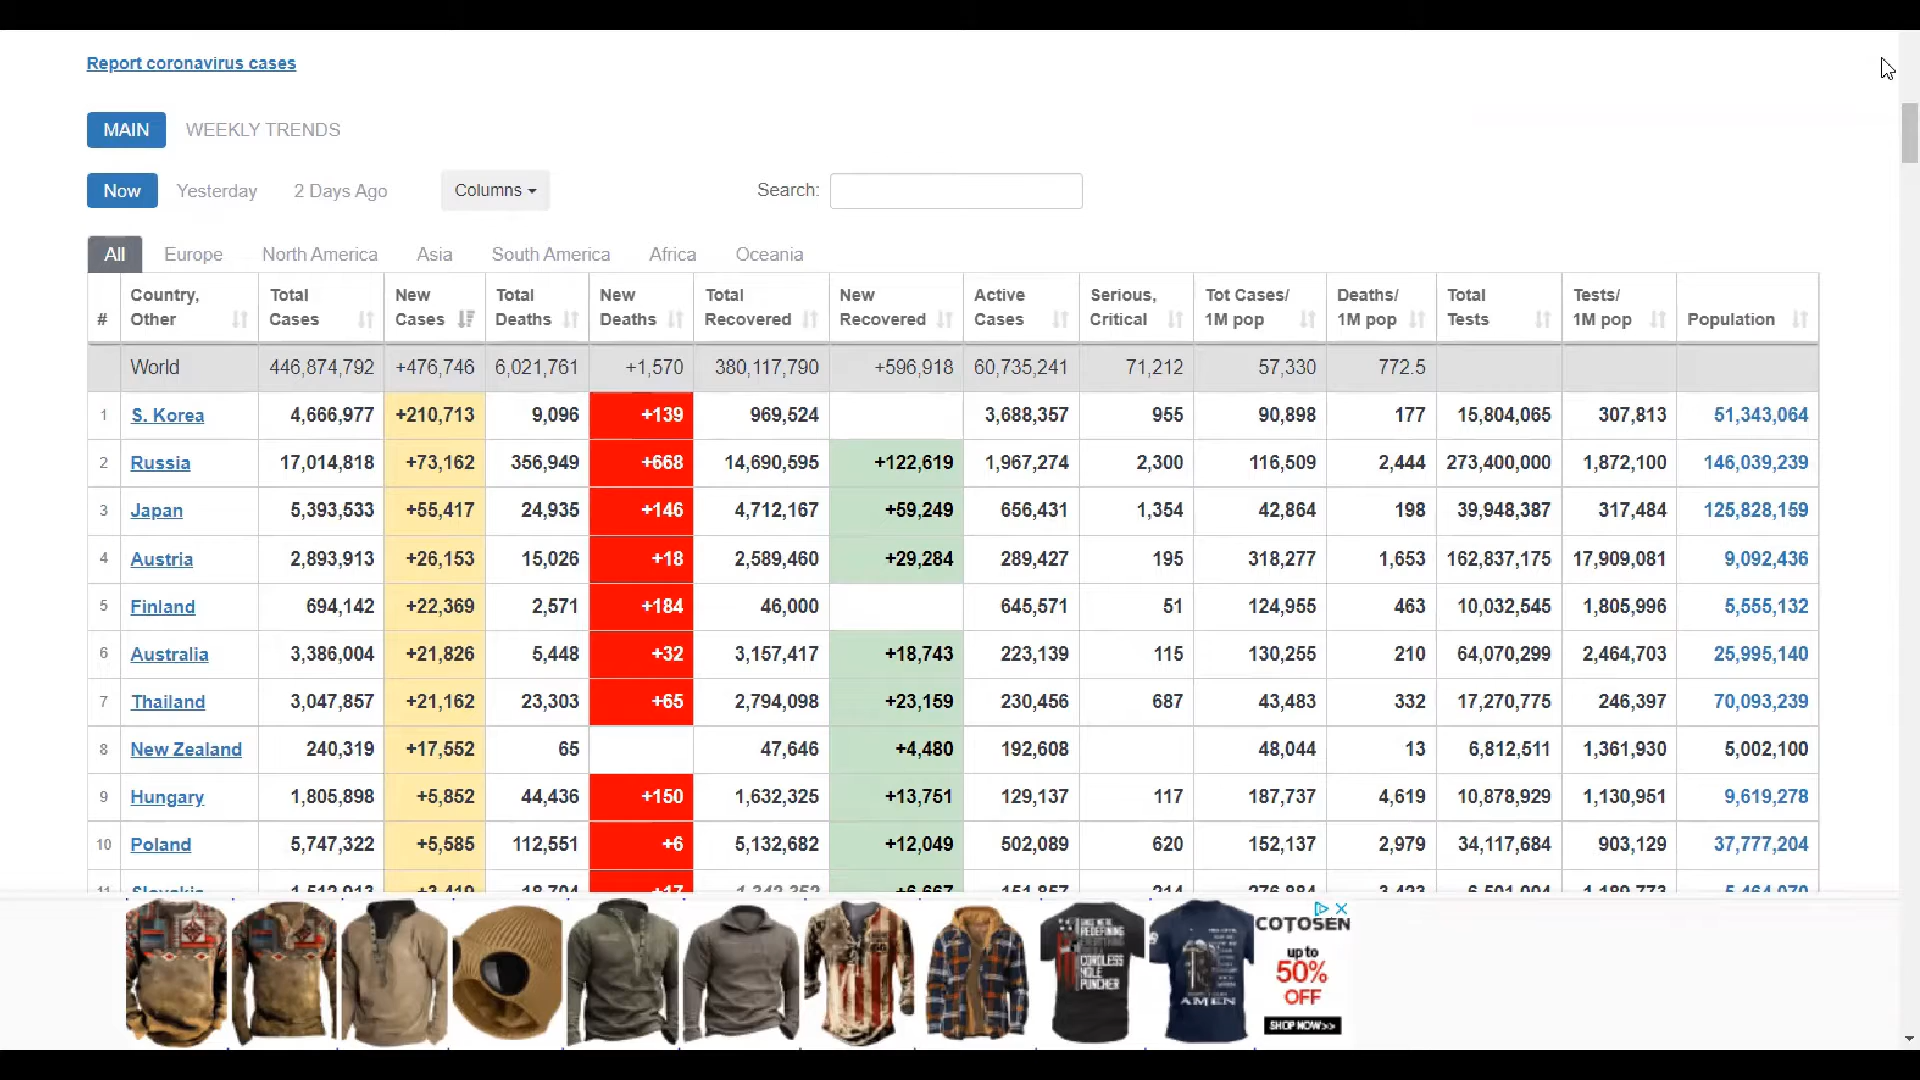 Report coronavirus cases
MAIN WEEKLY TRENDS
Now Yesterday 2 Days Ago Columns Search:
All Europe North America Asia South America Africa Oceania
# Country, Other Total Cases New Cases Total Deaths New Deaths Total Recovered New Recovered Active Cases Serious, Critical Tot Cases/ 1M pop Deaths/ 1M pop Total Tests Tests/ 1M pop Population
World 446,874,792 +476,746 6,021,761 +1,570 380,117,790 +596,918 60,735,241 71,212 57,330 772.5
1 S. Korea 4,666,977 +210,713 9,096 +139 969,524 3,688,357 955 90,898 177 15,804,065 307,813 51,343,064
2 Russia 17,014,818 +73,162 356,949 +668 14,690,595 +122,619 1,967,274 2,300 116,509 2,444 273,400,000 1,872,100 146,039,239
3 Japan 5,393,533 +55,417 24,935 +146 4,712,167 +59,249 656,431 1,354 42,864 198 39,948,387 317,484 125,828,159
4 Austria 2,893,913 +26,153 15,026 +18 2,589,460 +29,284 289,427 195 318,277 1,653 162,837,175 17,909,081 9,092,436
5 Finland 694,142 +22,369 2,571 +184 46,000 645,571 51 124,955 463 10,032,545 1,805,996 5,555,132
6 Australia 3,386,004 +21,826 5,448 +32 3,157,417 +18,743 223,139 115 130,255 210 64,070,299 2,464,703 25,995,140
7 Thailand 3,047,857 +21,162 23,303 +65 2,794,098 +23,159 230,456 687 43,483 332 17,270,775 246,397 70,093,239
8 New Zealand 240,319 +17,552 65 47,646 +4,480 192,608 48,044 13 6,812,511 1,361,930 5,002,100
9 Hungary 1,805,898 +5,852 44,436 +150 1,632,325 +13,751 129,137 117 187,737 4,619 10,878,929 1,130,951 9,619,278
10 Poland 5,747,322 +5,585 112,551 +6 5,132,682 +12,049 502,089 620 152,137 2,979 34,117,684 903,129 37,777,204
11 Slovakia
REDEFINING
EVERYTHING
CORDLESS
HOLE
PUNCHER
AMEN
COTOSEN
up to
50%
OFF
SHOP NOW>>